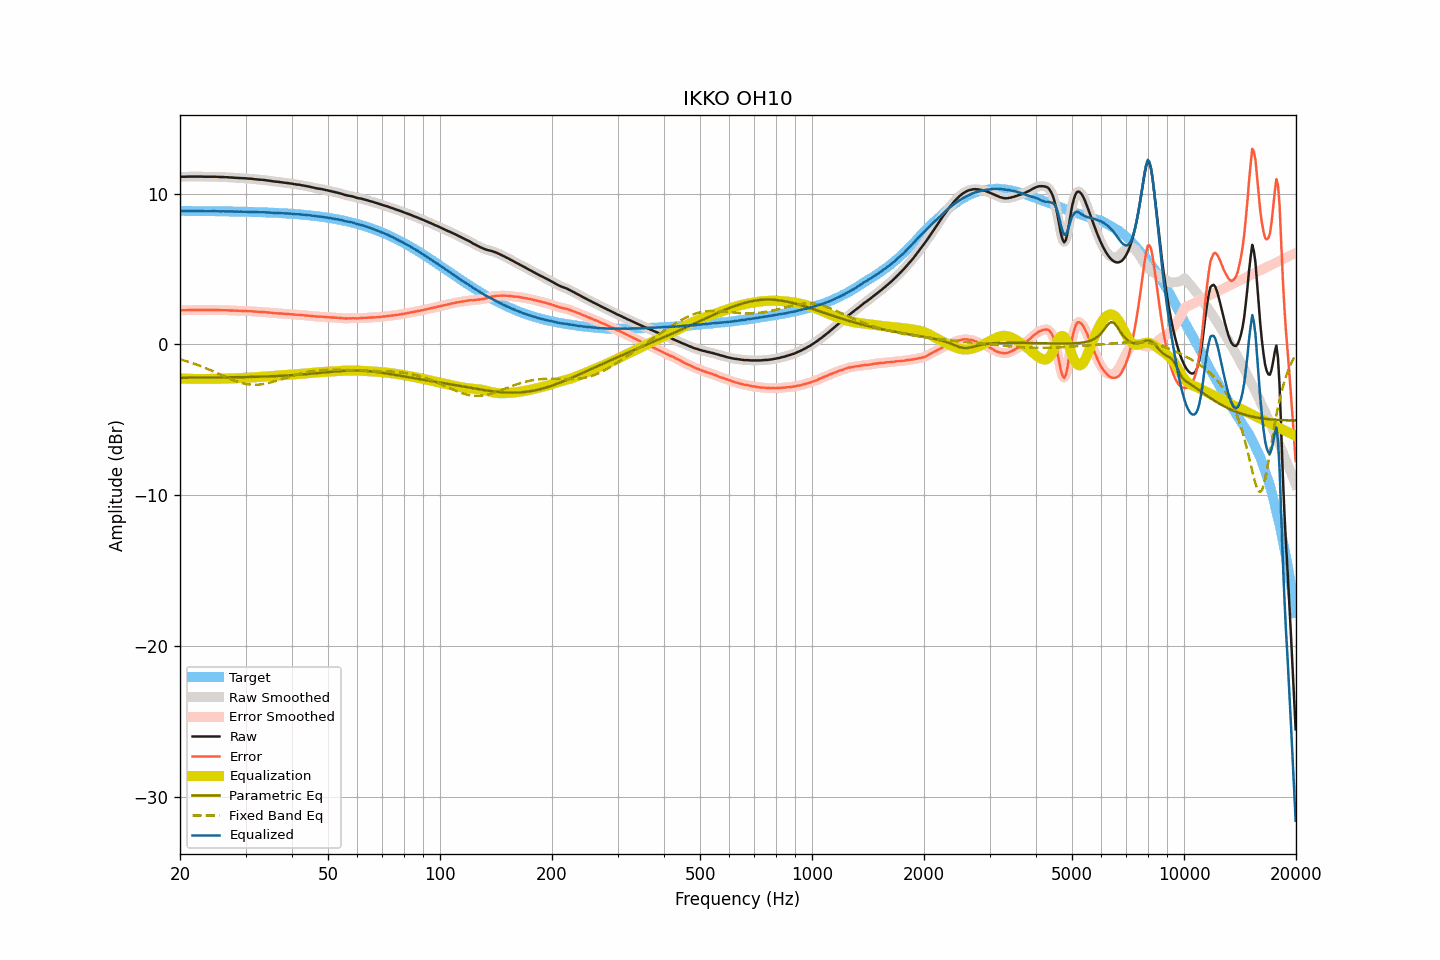 IKKO OH10
10
0
−10
−20
−30
Amplitude (dBr)
Target
Raw Smoothed
Error Smoothed
Raw
Error
Equalization
Parametric Eq
Fixed Band Eq
Equalized
20 50 100 200 500 1000 2000 5000 10000 20000
Frequency (Hz)